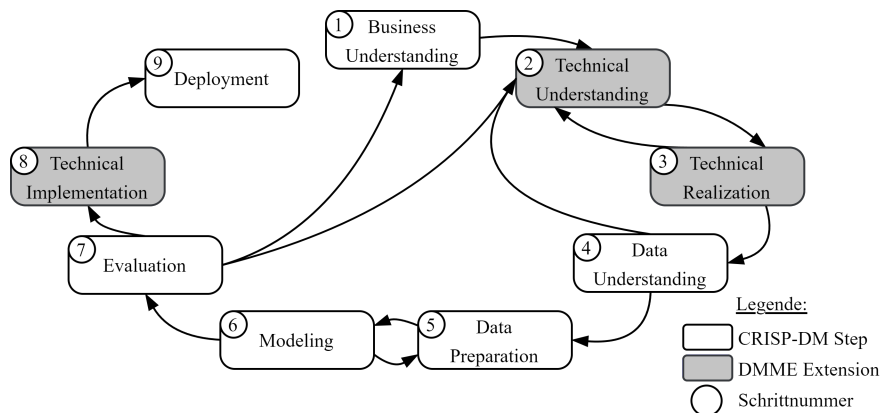 1
Business
Understanding
2
Technical
Understanding
3
Technical
Realization
4
Data
Understanding
5
Data
Preparation
6
Modeling
7
Evaluation
8
Technical
Implementation
9
Deployment
Legende:
CRISP-DM Step
DMME Extension
Schrittnummer